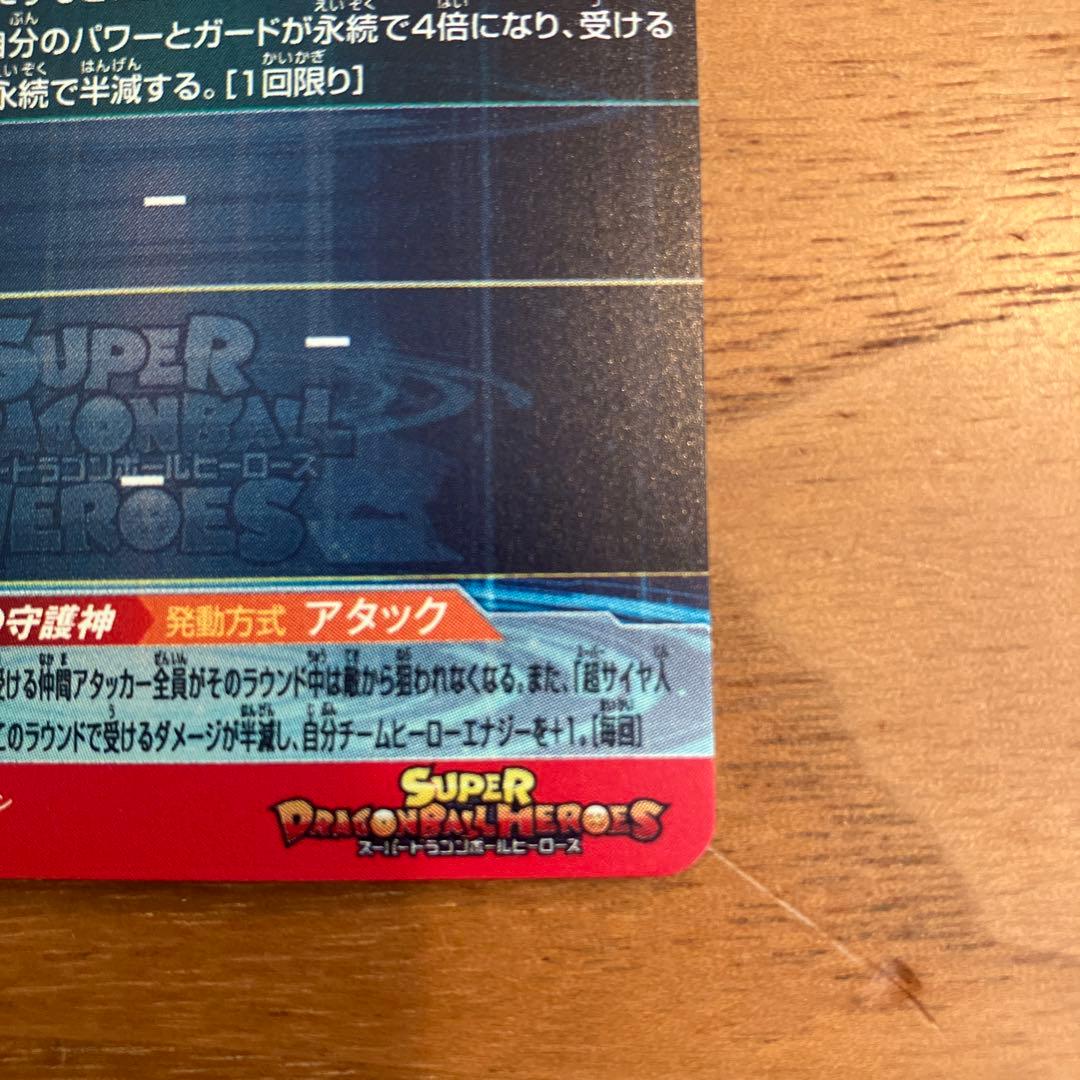 自分のパワーとガードが永続で4倍になり、受ける
永続で半減する。[1回限り]
SUPER
DRAGONBALL
ードラゴンボールヒーローズ
HEROES
守護神 発動方式 アタック
受ける仲間アタッカー全員がそのラウンド中は敵から狙われなくなる。また、「超サイヤ人
このラウンドで受けるダメージが半減し、自分チームヒーローエナジーを+1。[毎回]
SUPER
DRAGONBALL HEROES
スーパードラゴンボールヒーローズ